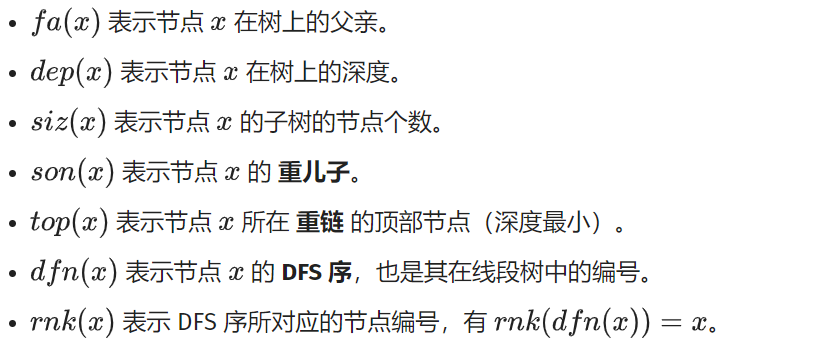 • fa(x) 表示节点 x 在树上的父亲。
• dep(x) 表示节点 x 在树上的深度。
• siz(x) 表示节点 x 的子树的节点个数。
• son(x) 表示节点 x 的 重儿子。
• top(x) 表示节点 x 所在 重链 的顶部节点（深度最小）。
• dfn(x) 表示节点 x 的 DFS 序，也是其在线段树中的编号。
• rnk(x) 表示 DFS 序所对应的节点编号，有 rnk(dfn(x)) = x。